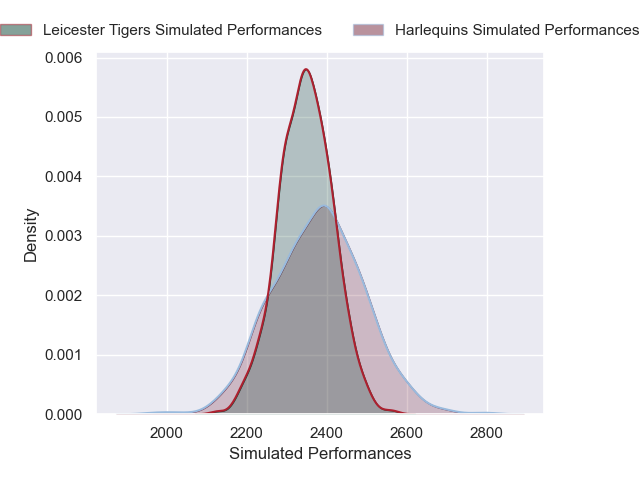 Leicester Tigers Simulated Performances Harlequins Simulated Performances
0.006
0.005
0.004
0.003
0.002
0.001
0.000
Density
2000 2200 2400 2600 2800
Simulated Performances